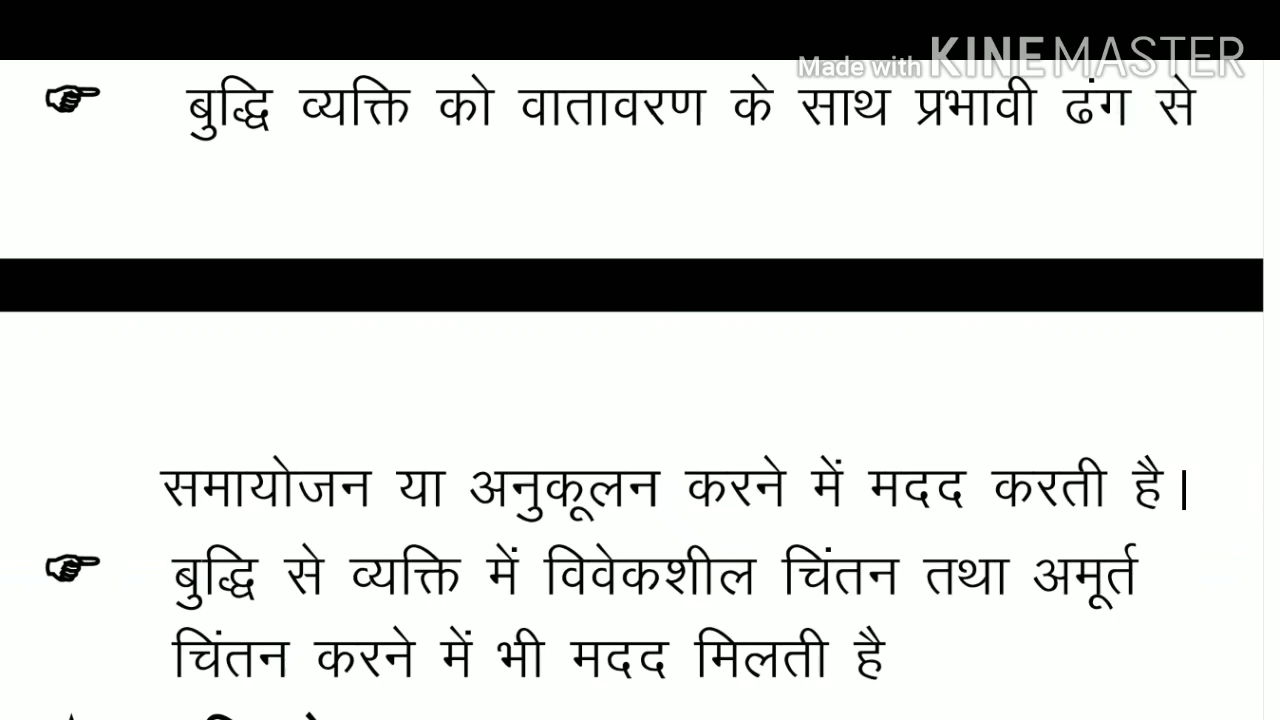 Made with KINEMASTER
बुद्धि व्यक्ति को वातावरण के साथ प्रभावी ढंग से
समायोजन या अनुकूलन करने में मदद करती है।
बुद्धि से व्यक्ति में विवेकशील चिंतन तथा अमूर्त
चिंतन करने में भी मदद मिलती है